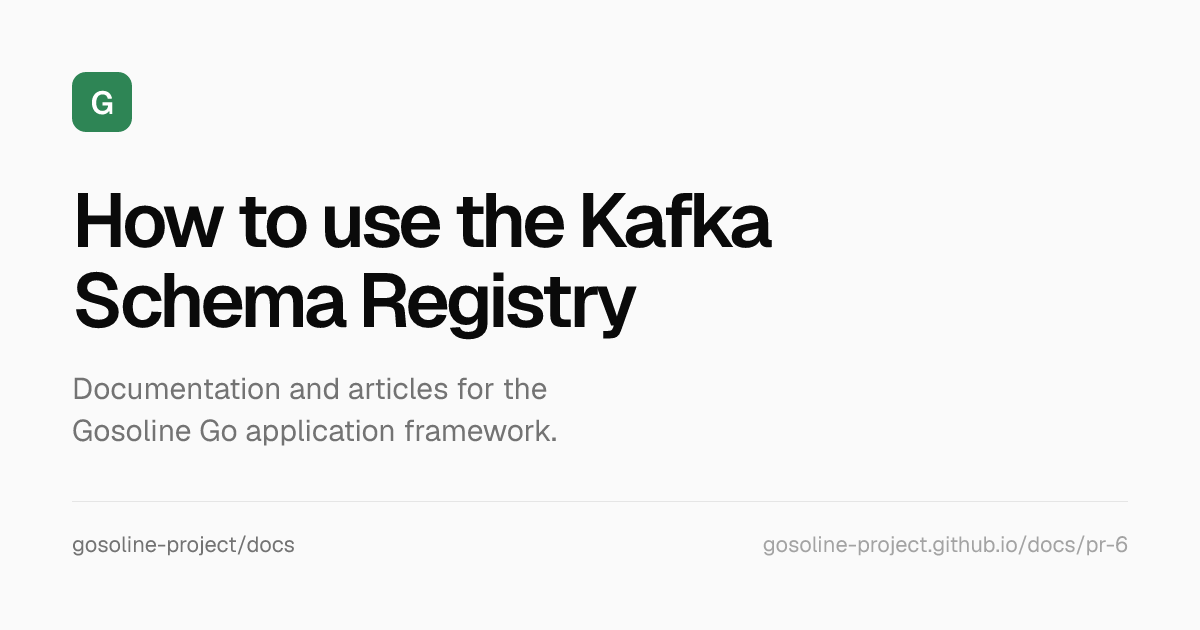 G
How to use the Kafka
Schema Registry
Documentation and articles for the
Gosoline Go application framework.
gosoline-project/docs
gosoline-project.github.io/docs/pr-6